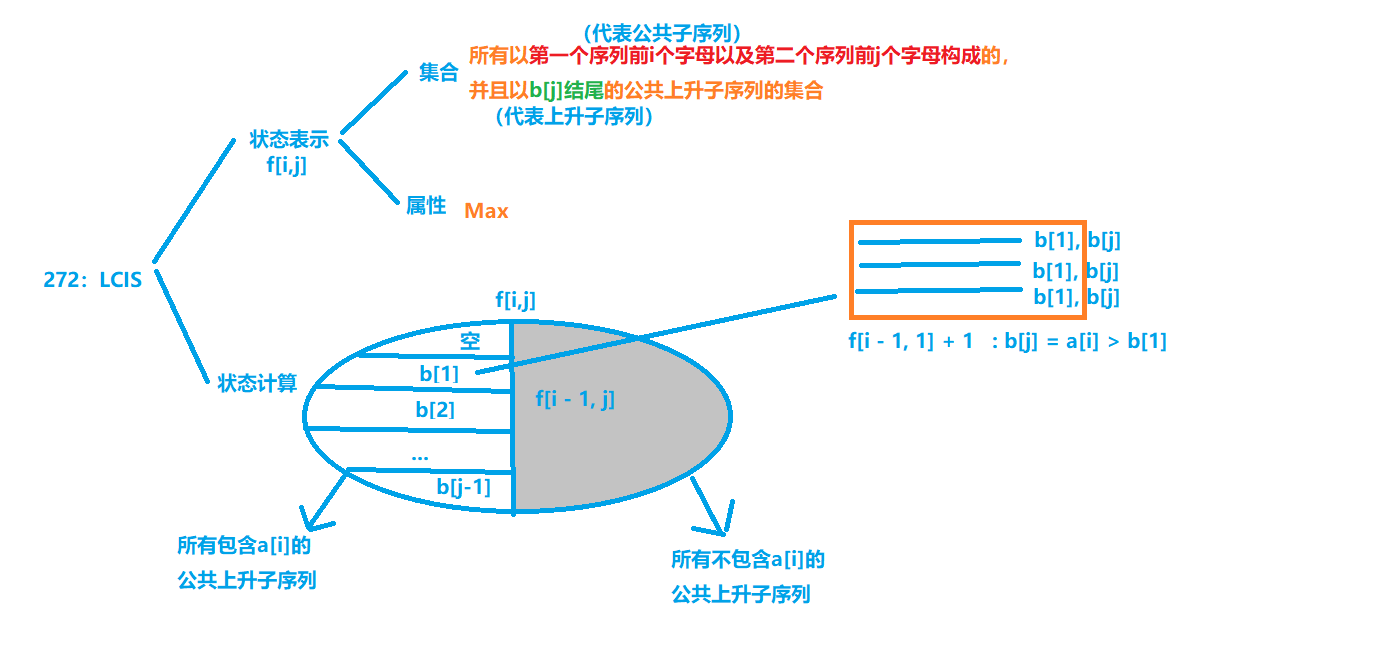 （代表公共子序列）
所有以第一个序列前i个字母以及第二个序列前j个字母构成的，
并且以b[j]结尾的公共上升子序列的集合
（代表上升子序列）
集合
状态表示
f[i,j]
属性
Max
272：LCIS
状态计算
f[i,j]
空
b[1]
b[2]
...
b[j-1]
f[i - 1, j]
b[1], b[j]
b[1], b[j]
b[1], b[j]
f[i - 1, 1] + 1 : b[j] = a[i] > b[1]
所有包含a[i]的
公共上升子序列
所有不包含a[i]的
公共上升子序列